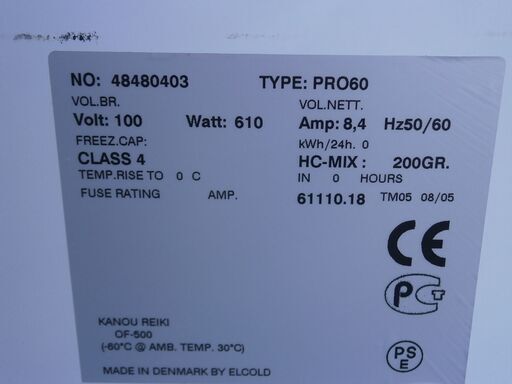 NO: 48480403 TYPE: PRO60
VOL.BR. VOL.NETT.
Volt: 100 Watt: 610 Amp: 8,4 Hz50/60
FREEZ.CAP: kWh/24h. 0
CLASS 4 HC-MIX : 200GR.
TEMP.RISE TO 0 C IN 0 HOURS
FUSE RATING AMP. 61110.18 TM05 08/05
CE
PCT
KANOU REIKI
OF-500
(-60°C @ AMB. TEMP. 30°C)
PS
E
MADE IN DENMARK BY ELCOLD